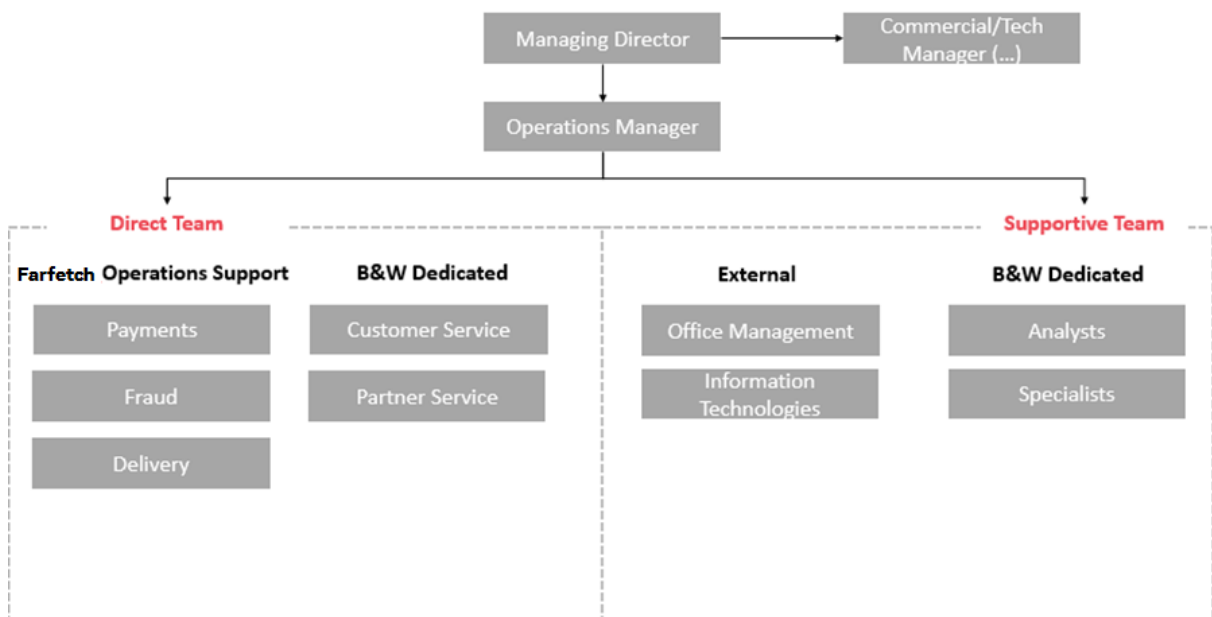 Managing Director
Commercial/Tech
Manager (...)
Operations Manager
Direct Team
Supportive Team
Farfetch Operations Support
B&W Dedicated
External
B&W Dedicated
Payments
Customer Service
Office Management
Analysts
Fraud
Partner Service
Information
Technologies
Specialists
Delivery